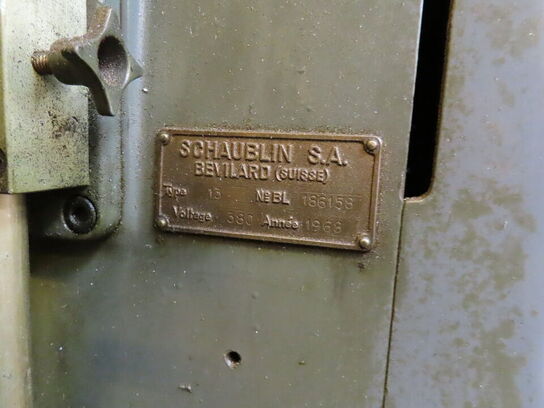 SCHAUBLIN S.A.
BEVILARD (SUISSE)
Type 13 № BL 186158
Voltage 380 Année 1968